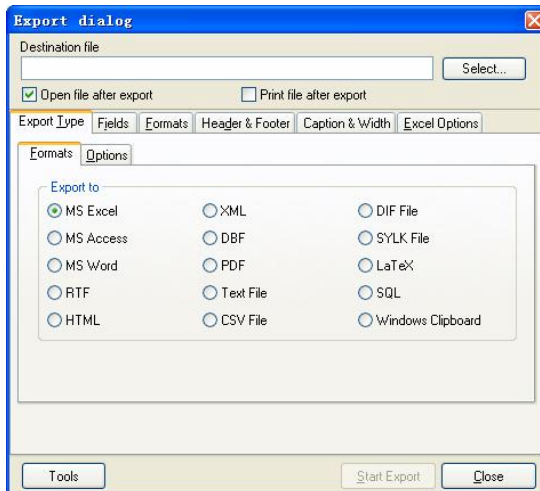 Export dialog
Destination file
Select...
Open file after export Print file after export
Export Type Fields Formats Header & Footer Caption & Width Excel Options
Formats Options
Export to
MS Excel XML DIF File
MS Access DBF SYLK File
MS Word PDF LaTeX
RTF Text File SQL
HTML CSV File Windows Clipboard
Tools Start Export Close